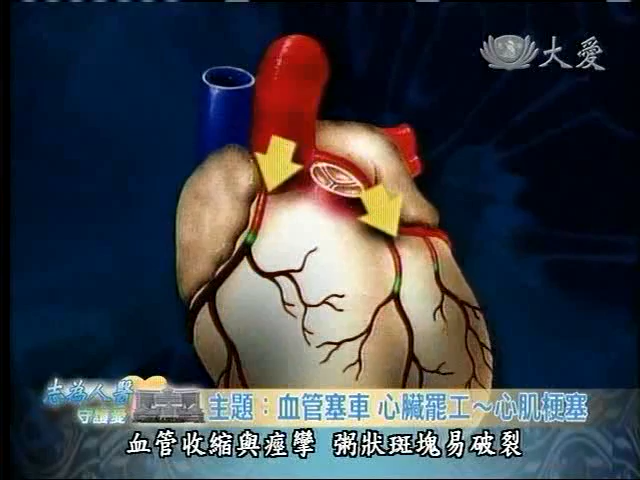 大愛
志為人醫
守護愛
主題：血管塞車 心臟罷工～心肌梗塞
血管收縮與痙攣 粥狀斑塊易破裂